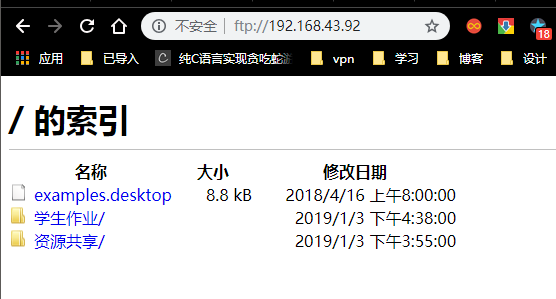 不安全 | ftp://192.168.43.92
18
应用 已导入 C 纯C语言实现贪吃蛇 vpn 学习 博客 设计
/ 的索引
名称 大小 修改日期
examples.desktop 8.8 kB 2018/4/16 上午8:00:00
学生作业/ 2019/1/3 下午4:38:00
资源共享/ 2019/1/3 下午3:55:00